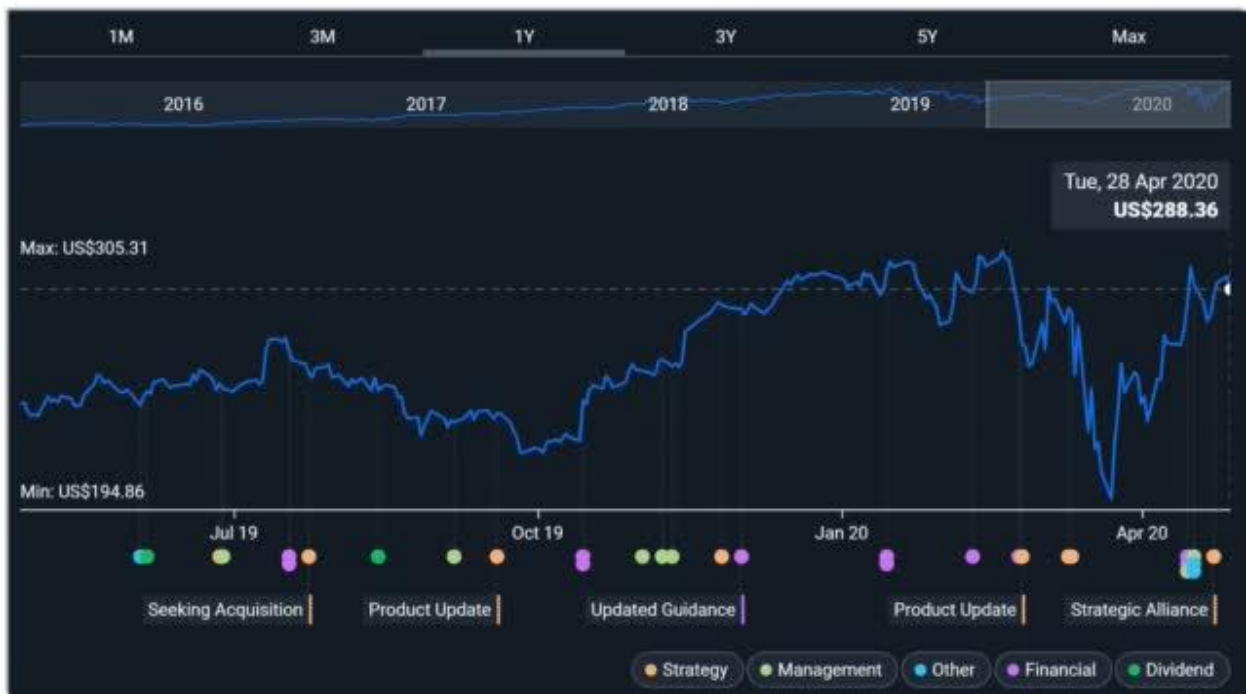 1M 3M 1Y 3Y 5Y Max
2016 2017 2018 2019 2020
Tue, 28 Apr 2020
US$288.36
Max: US$305.31
Min: US$194.86
Jul 19 Oct 19 Jan 20 Apr 20
Seeking Acquisition Product Update Updated Guidance Product Update Strategic Alliance
Strategy Management Other Financial Dividend